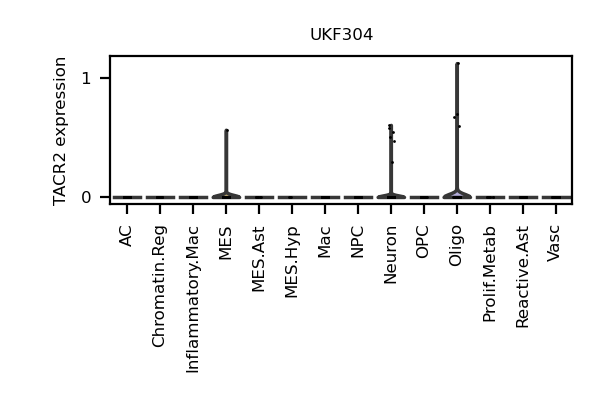 UKF304
TACR2 expression
1
0
AC
Chromatin.Reg
Inflammatory.Mac
MES
MES.Ast
MES.Hyp
Mac
NPC
Neuron
OPC
Oligo
Prolif.Metab
Reactive.Ast
Vasc